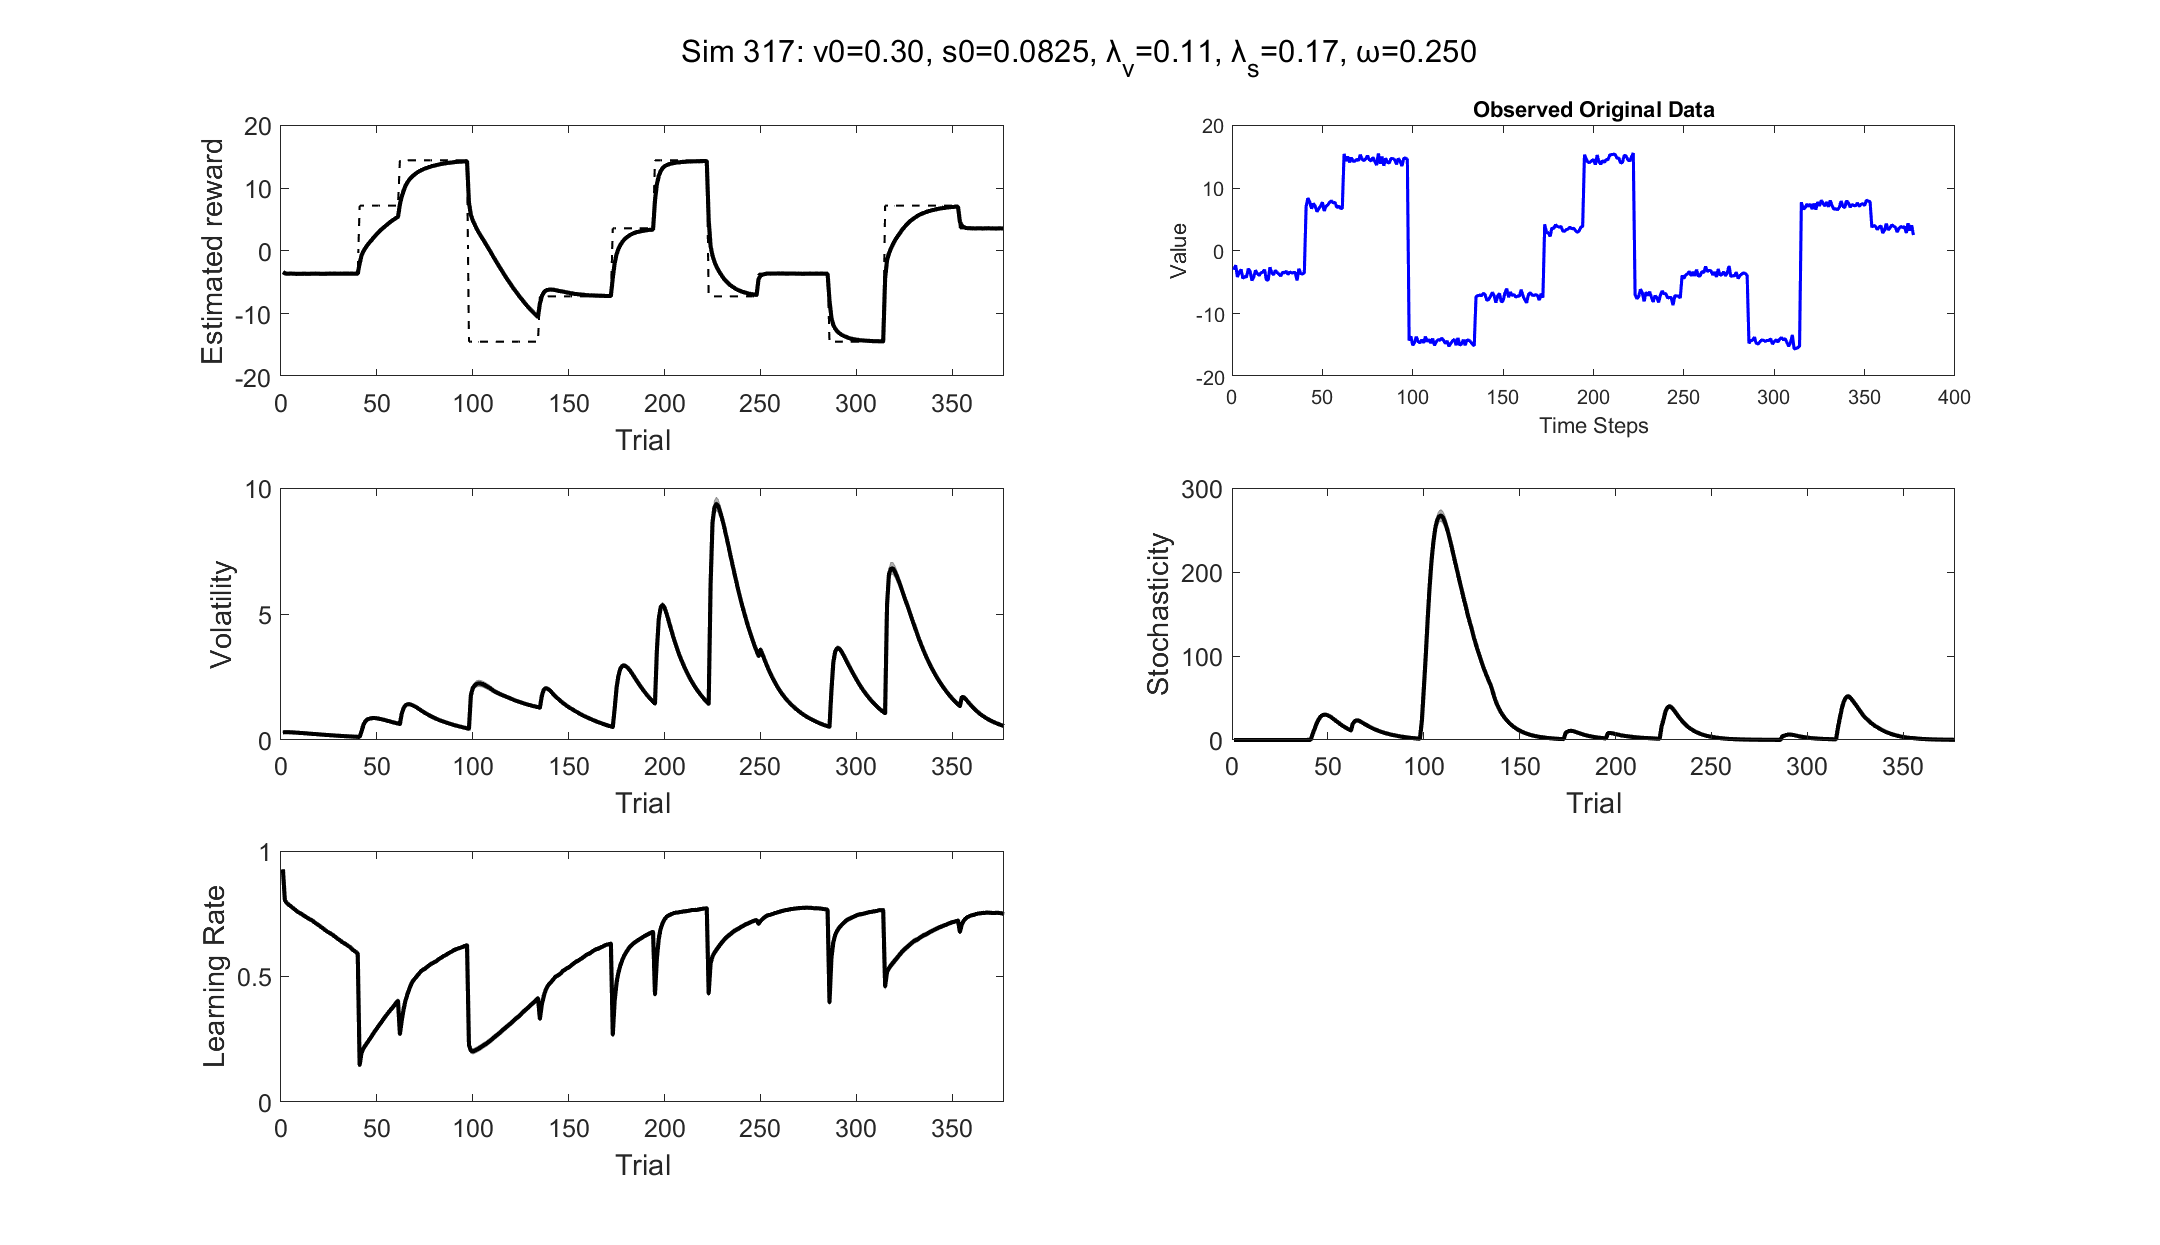 Sim 317: v0=0.30, s0=0.0825, λv=0.11, λs=0.17, ω=0.250
Estimated reward
20
10
0
-10
-20
0 50 100 150 200 250 300 350
Trial
Observed Original Data
Value
20
10
0
-10
-20
0 50 100 150 200 250 300 350 400
Time Steps
Volatility
10
5
0
0 50 100 150 200 250 300 350
Trial
Stochasticity
300
200
100
0
0 50 100 150 200 250 300 350
Trial
Learning Rate
1
0.5
0
0 50 100 150 200 250 300 350
Trial